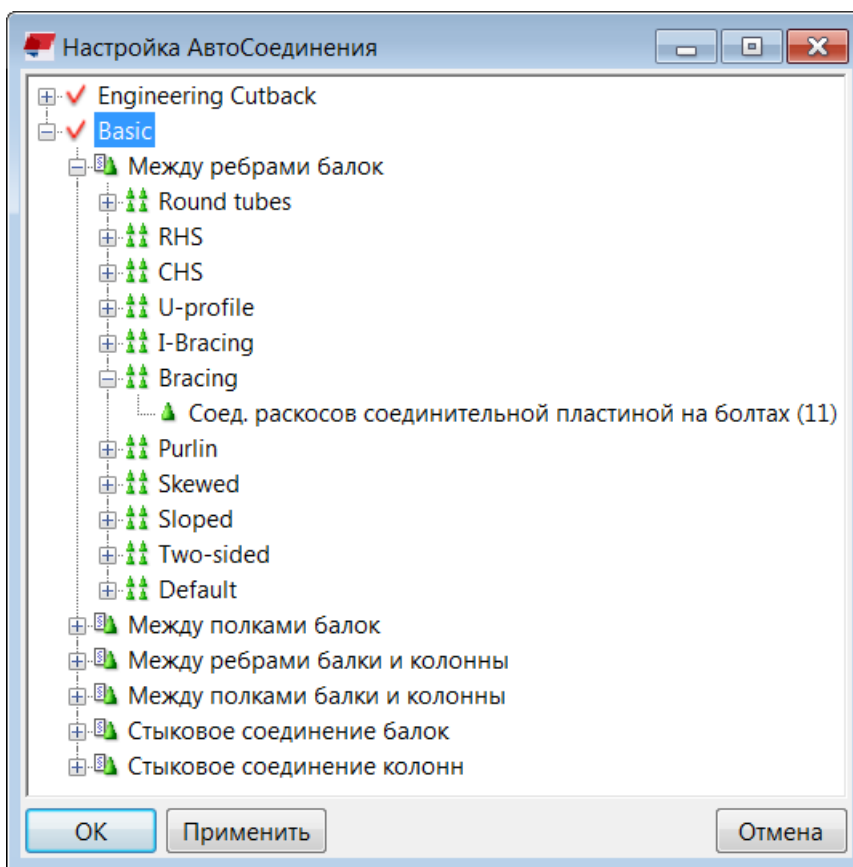 Настройка АвтоСоединения
Engineering Cutback
Basic
Между ребрами балок
Round tubes
RHS
CHS
U-profile
I-Bracing
Bracing
Соед. раскосов соединительной пластиной на болтах (11)
Purlin
Skewed
Sloped
Two-sided
Default
Между полками балок
Между ребрами балки и колонны
Между полками балки и колонны
Стыковое соединение балок
Стыковое соединение колонн
OK Применить Отмена